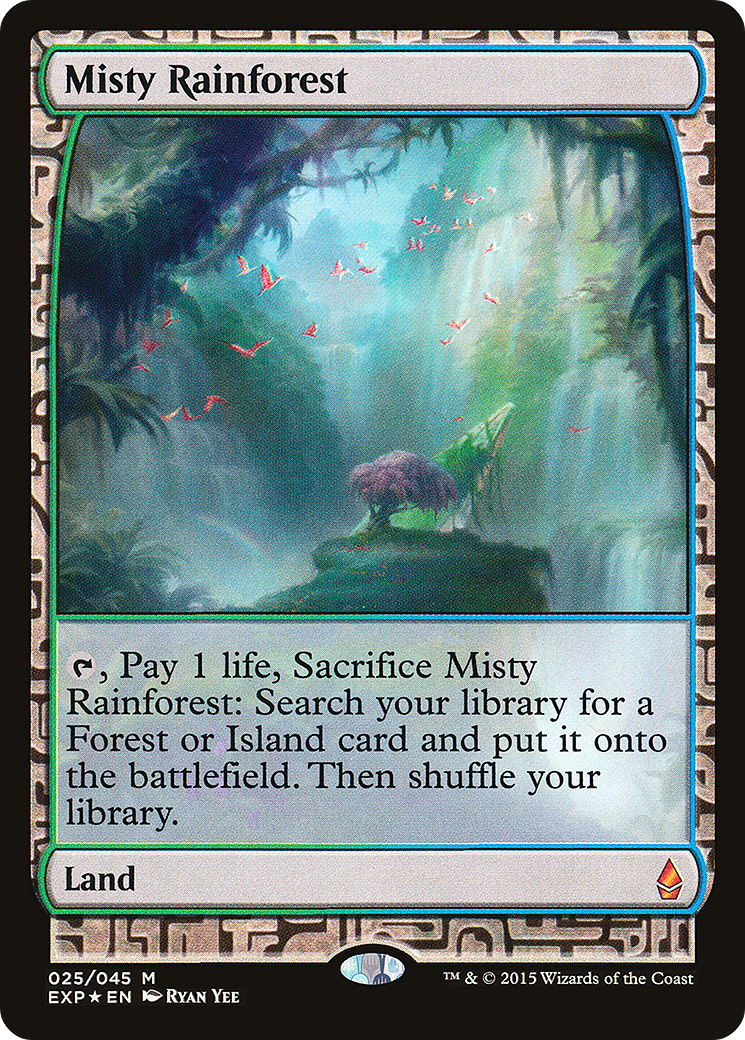 Misty Rainforest
, Pay 1 life, Sacrifice Misty
Rainforest: Search your library for a
Forest or Island card and put it onto
the battlefield. Then shuffle your
library.
Land
025/045 M
EXP★EN Ryan Yee
™ & © 2015 Wizards of the Coast